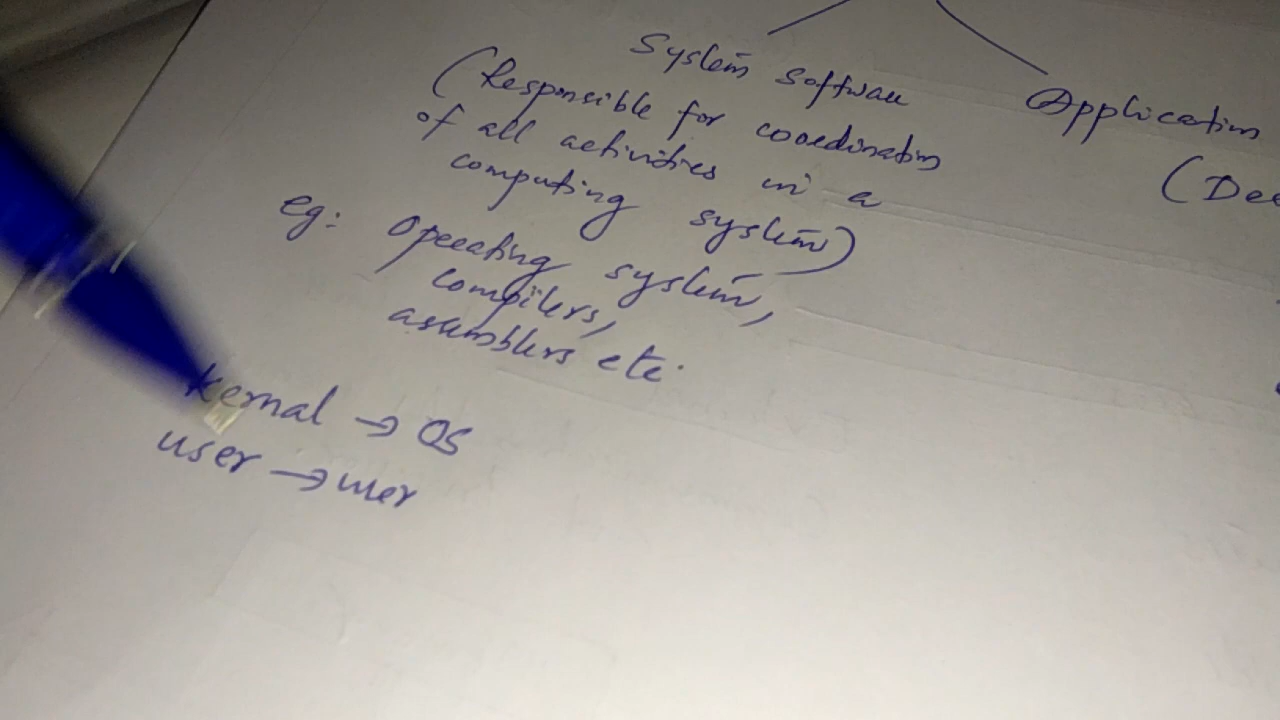 System Software
Application
(Responsible for coordination
of all activities in a
computing system)
(Dee
eg: Operating system,
compilers,
assemblers etc.
kernal → OS
user → user